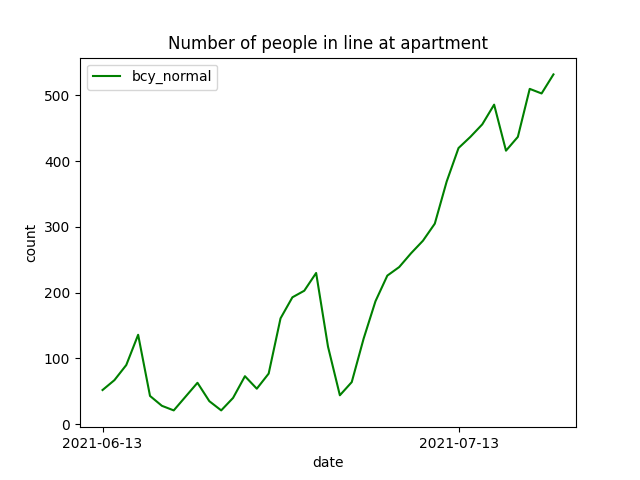 Number of people in line at apartment
bcy_normal
500
400
300
200
100
0
count
2021-06-13
2021-07-13
date